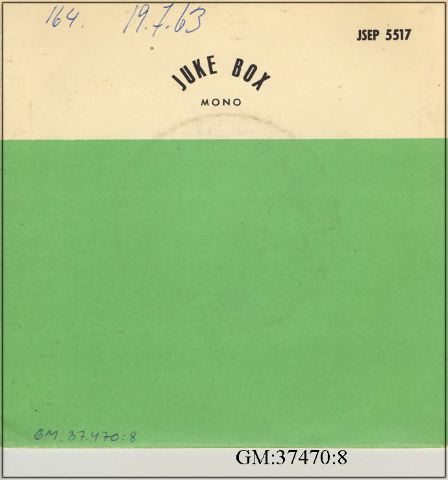 164. 19.7.63
JSEP 5517
JUKE BOX
MONO
GM.37.470:8
GM:37470:8